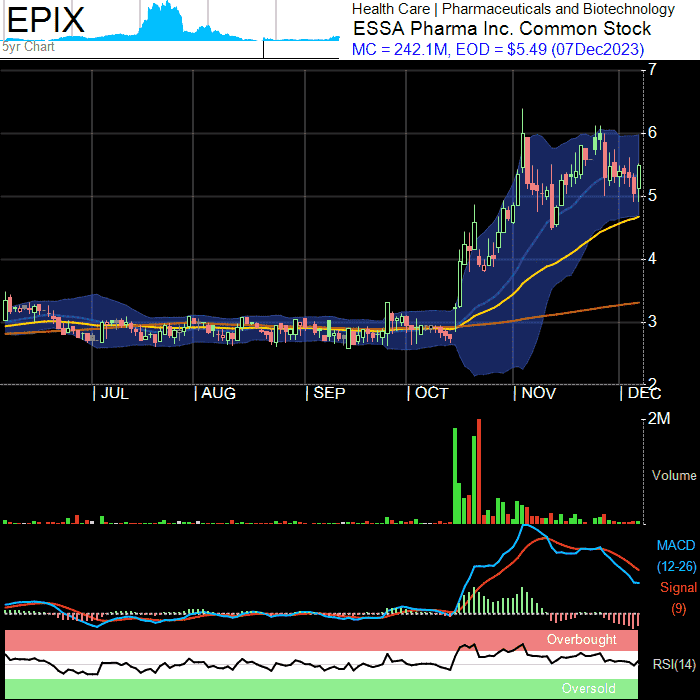 EPIX
5yr Chart
Health Care | Pharmaceuticals and Biotechnology
ESSA Pharma Inc. Common Stock
MC = 242.1M, EOD = $5.49 (07Dec2023)
7
6
5
4
3
2
| JUL | AUG | SEP | OCT | NOV | DEC
2M
Volume
MACD
(12-26)
Signal
(9)
Overbought
RSI(14)
Oversold